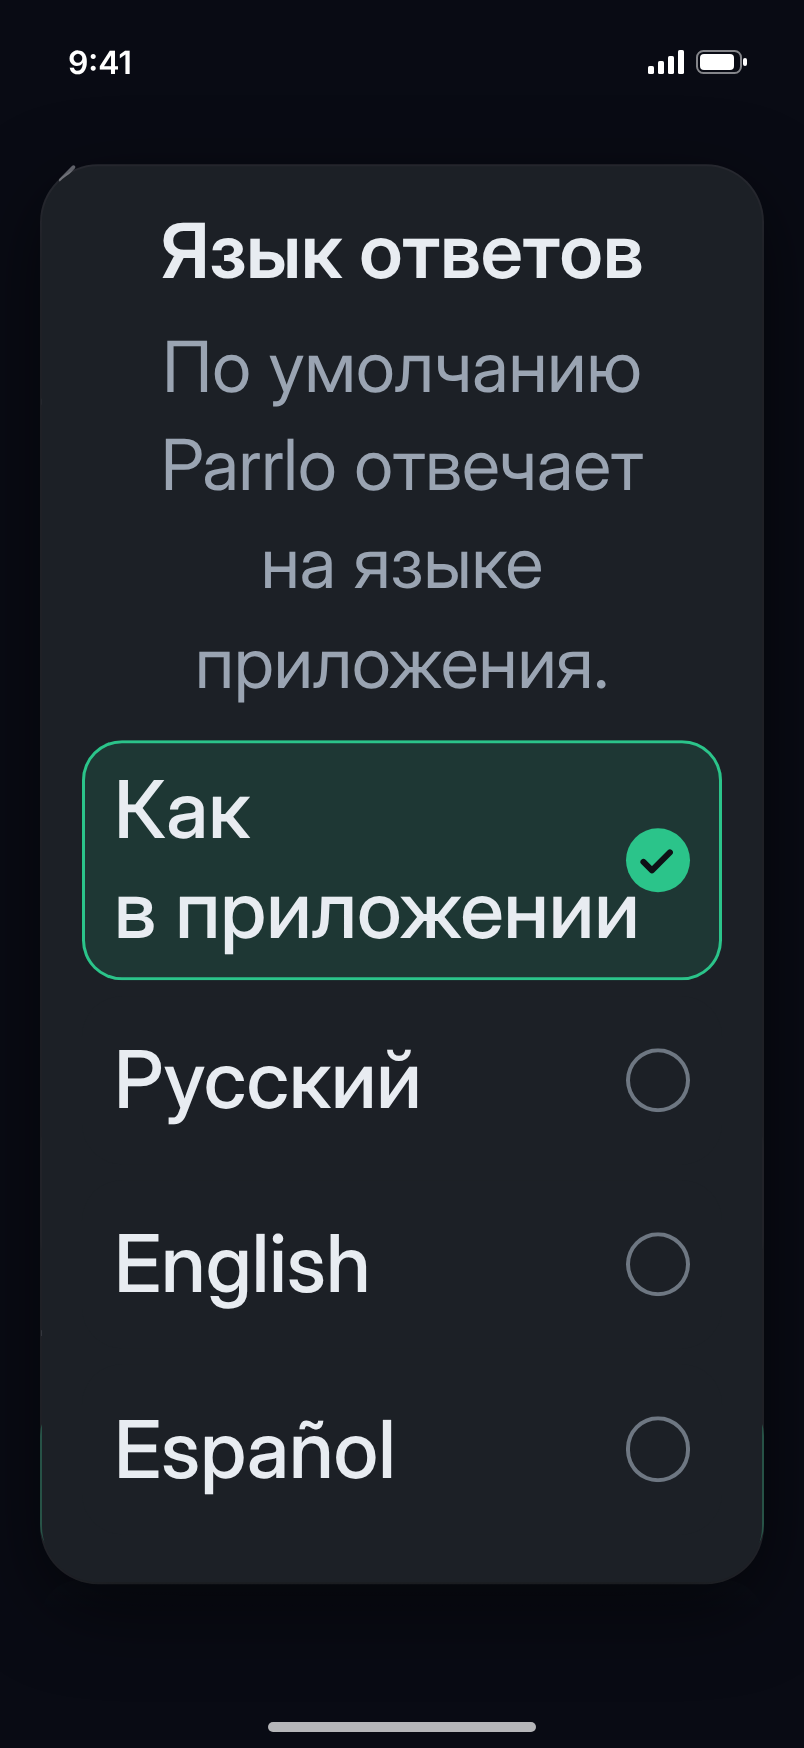 9:41
Язык ответов
По умолчанию
Parrlo отвечает
на языке
приложения.
Как
в приложении
Русский
English
Español